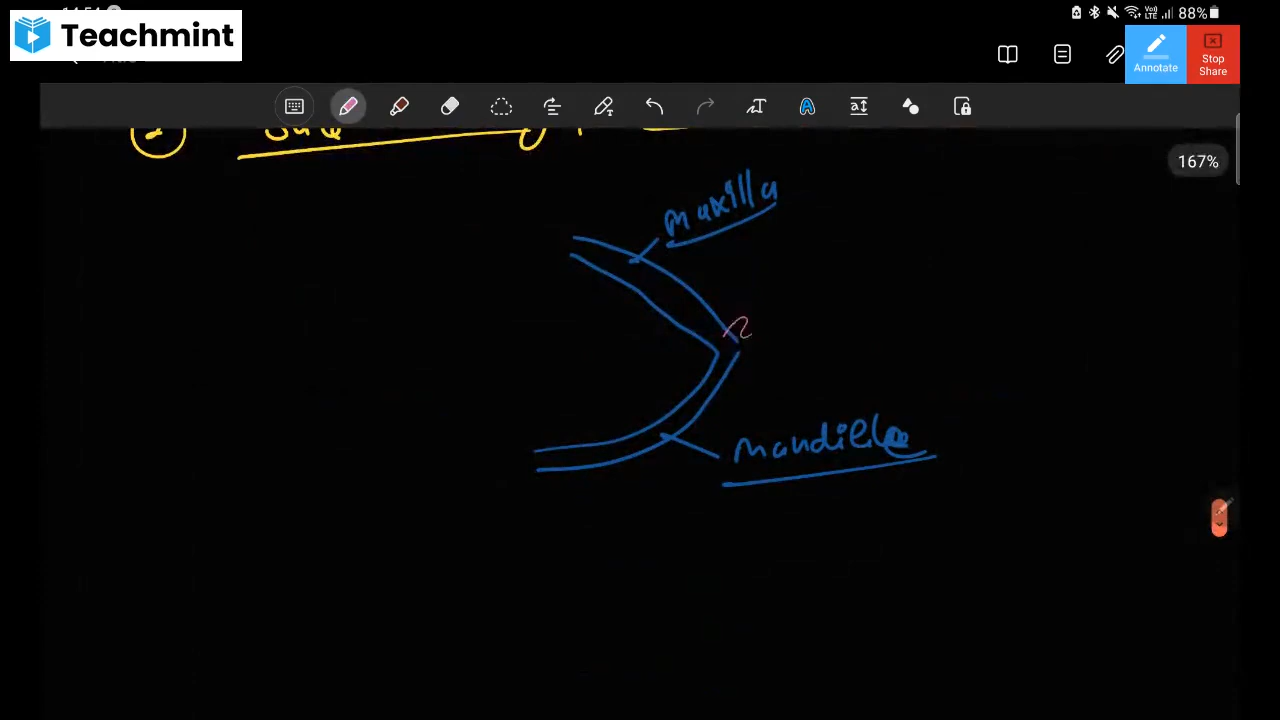 Teachmint
88%
Annotate
Stop
Share
167%
Maxilla
Mandible